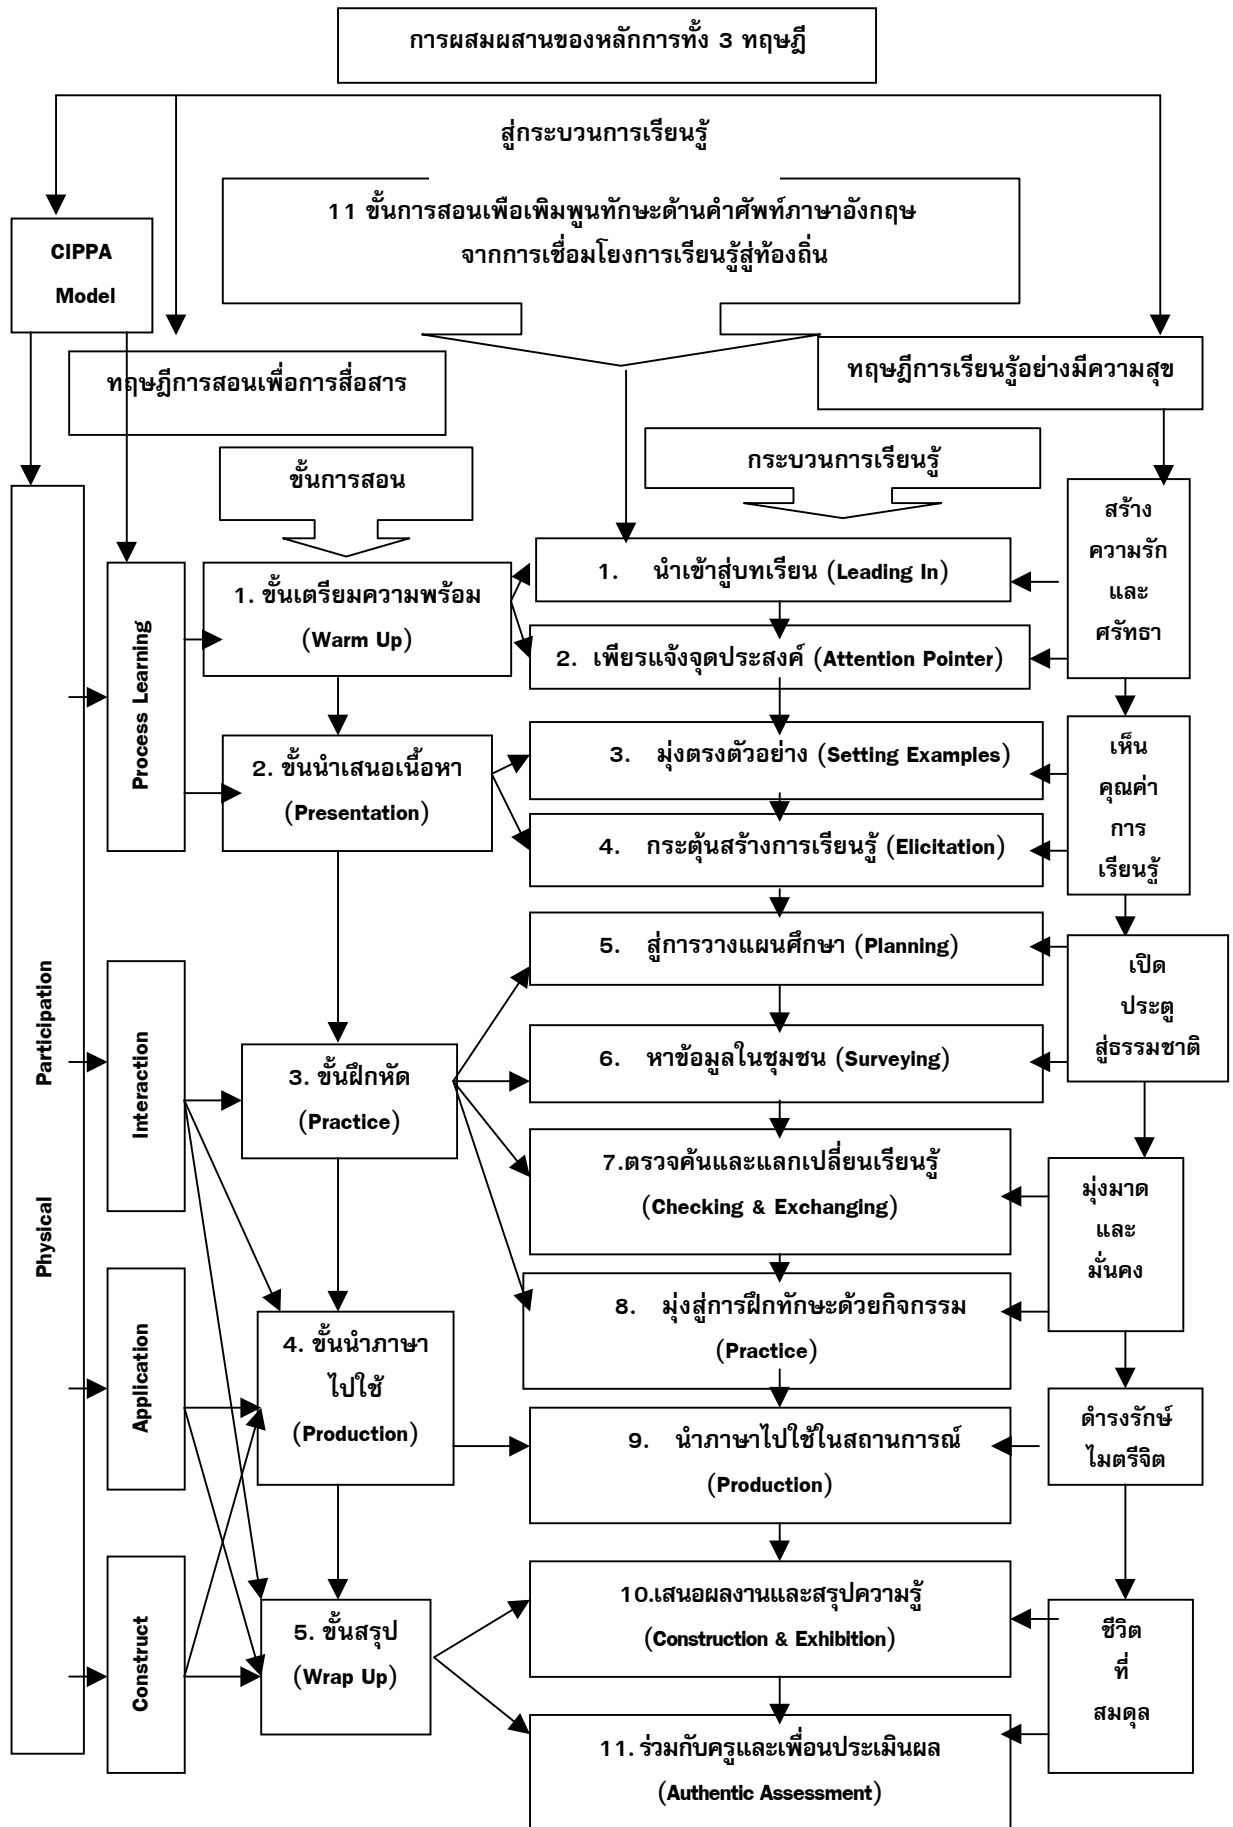 การผสมผสานของหลักการทั้ง 3 ทฤษฎี
สู่กระบวนการเรียนรู้
11 ขั้นการสอนเพือเพิมพูนทักษะด้านคำศัพท์ภาษาอังกฤษ
จากการเชื่อมโยงการเรียนรู้สู่ท้องถิ่น
CIPPA
Model
ทฤษฎีการสอนเพื่อการสื่อสาร
ทฤษฎีการเรียนรู้อย่างมีความสุข
ขั้นการสอน
กระบวนการเรียนรู้
Physical Participation
Process Learning
Interaction
Application
Construct
1. ขั้นเตรียมความพร้อม
(Warm Up)
2. ขั้นนำเสนอเนื้อหา
(Presentation)
3. ขั้นฝึกหัด
(Practice)
4. ขั้นนำภาษา
ไปใช้
(Production)
5. ขั้นสรุป
(Wrap Up)
1. นำเข้าสู่บทเรียน (Leading In)
2. เพียรแจ้งจุดประสงค์ (Attention Pointer)
3. มุ่งตรงตัวอย่าง (Setting Examples)
4. กระตุ้นสร้างการเรียนรู้ (Elicitation)
5. สู่การวางแผนศึกษา (Planning)
6. หาข้อมูลในชุมชน (Surveying)
7.ตรวจค้นและแลกเปลี่ยนเรียนรู้
(Checking & Exchanging)
8. มุ่งสู่การฝึกทักษะด้วยกิจกรรม
(Practice)
9. นำภาษาไปใช้ในสถานการณ์
(Production)
10.เสนอผลงานและสรุปความรู้
(Construction & Exhibition)
11. ร่วมกับครูและเพื่อนประเมินผล
(Authentic Assessment)
สร้าง
ความรัก
และ
ศรัทธา
เห็น
คุณค่า
การ
เรียนรู้
เปิด
ประตู
สู่ธรรมชาติ
มุ่งมาด
และ
มั่นคง
ดำรงรักษ์
ไมตรีจิต
ชีวิต
ที่
สมดุล